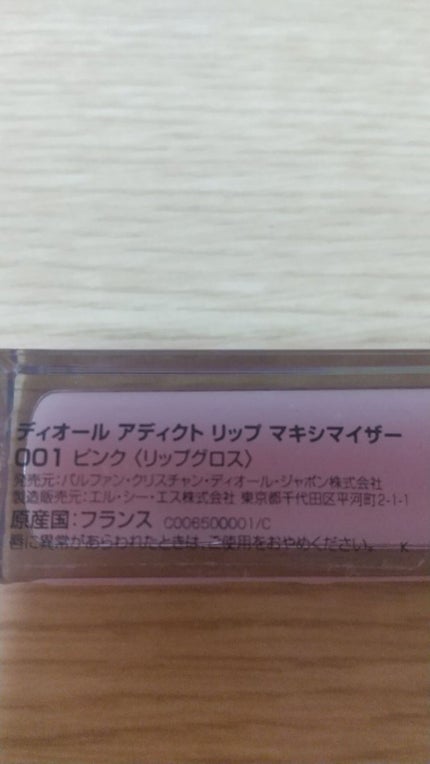 ディオール アディクト リップ マキシマイザー
001 ピンク〈リップグロス〉
発売元:パルファン・クリスチャン・ディオール・ジャポン株式会社
製造販売元:エル・シー・エス株式会社 東京都千代田区平河町2-1-1
原産国:フランス C006500001/C
唇に異常があらわれたときは、ご使用をおやめください。 K